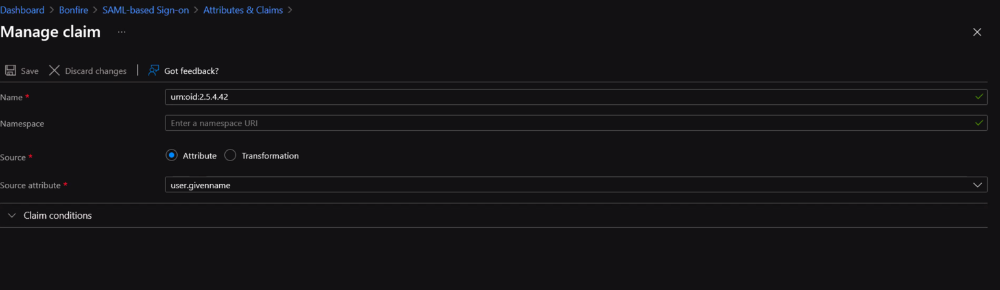 Dashboard > Bonfire > SAML-based Sign-on > Attributes & Claims >
Manage claim ...
Save Discard changes | Got feedback?
Name * urn:oid:2.5.4.42
Namespace Enter a namespace URI
Source * Attribute Transformation
Source attribute * user.givenname
Claim conditions